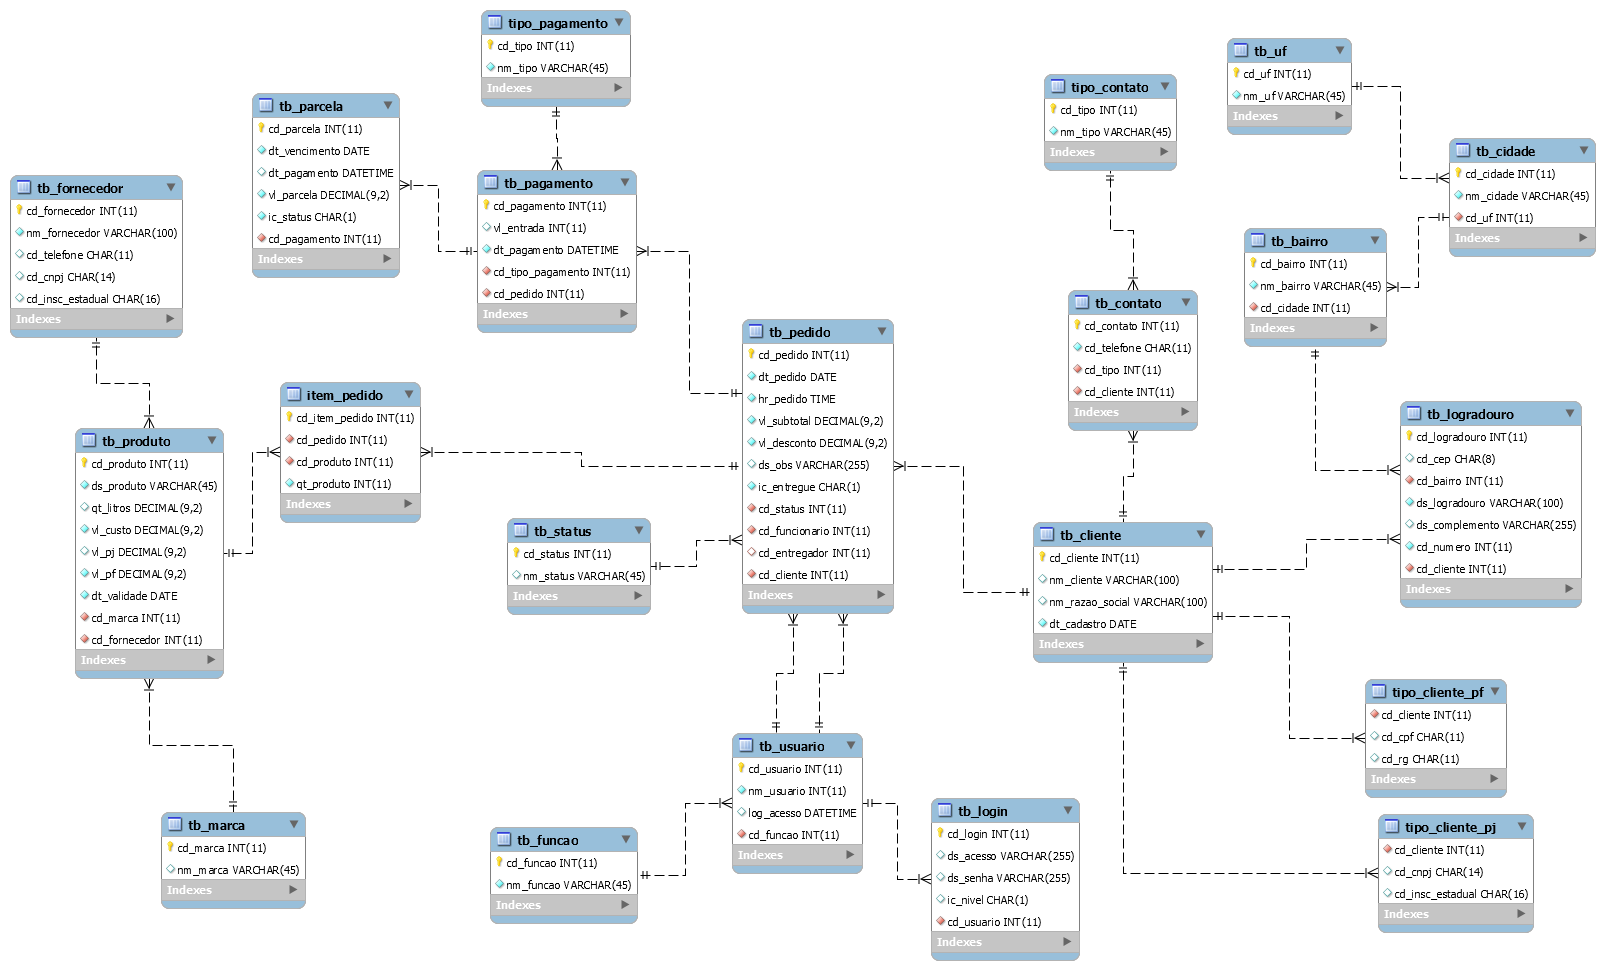 tipo_pagamento
cd_tipo INT(11)
nm_tipo VARCHAR(45)
Indexes
tb_uf
cd_uf INT(11)
nm_uf VARCHAR(45)
Indexes
tipo_contato
cd_tipo INT(11)
nm_tipo VARCHAR(45)
Indexes
tb_parcela
cd_parcela INT(11)
dt_vencimento DATE
dt_pagamento DATETIME
vl_parcela DECIMAL(9,2)
ic_status CHAR(1)
cd_pagamento INT(11)
Indexes
tb_cidade
cd_cidade INT(11)
nm_cidade VARCHAR(45)
cd_uf INT(11)
Indexes
tb_fornecedor
cd_fornecedor INT(11)
nm_fornecedor VARCHAR(100)
cd_telefone CHAR(11)
cd_cnpj CHAR(14)
cd_insc_estadual CHAR(16)
Indexes
tb_pagamento
cd_pagamento INT(11)
vl_entrada INT(11)
dt_pagamento DATETIME
cd_tipo_pagamento INT(11)
cd_pedido INT(11)
Indexes
tb_bairro
cd_bairro INT(11)
nm_bairro VARCHAR(45)
cd_cidade INT(11)
Indexes
tb_contato
cd_contato INT(11)
cd_telefone CHAR(11)
cd_tipo INT(11)
cd_cliente INT(11)
Indexes
tb_pedido
cd_pedido INT(11)
dt_pedido DATE
hr_pedido TIME
vl_subtotal DECIMAL(9,2)
vl_desconto DECIMAL(9,2)
ds_obs VARCHAR(255)
ic_entregue CHAR(1)
cd_status INT(11)
cd_funcionario INT(11)
cd_entregador INT(11)
cd_cliente INT(11)
Indexes
item_pedido
cd_item_pedido INT(11)
cd_pedido INT(11)
cd_produto INT(11)
qt_produto INT(11)
Indexes
tb_logradouro
cd_logradouro INT(11)
cd_cep CHAR(8)
cd_bairro INT(11)
ds_logradouro VARCHAR(100)
ds_complemento VARCHAR(255)
cd_numero INT(11)
cd_cliente INT(11)
Indexes
tb_produto
cd_produto INT(11)
ds_produto VARCHAR(45)
qt_litros DECIMAL(9,2)
vl_custo DECIMAL(9,2)
vl_pj DECIMAL(9,2)
vl_pf DECIMAL(9,2)
dt_validade DATE
cd_marca INT(11)
cd_fornecedor INT(11)
Indexes
tb_status
cd_status INT(11)
nm_status VARCHAR(45)
Indexes
tb_cliente
cd_cliente INT(11)
nm_cliente VARCHAR(100)
nm_razao_social VARCHAR(100)
dt_cadastro DATE
Indexes
tipo_cliente_pf
cd_cliente INT(11)
cd_cpf CHAR(11)
cd_rg CHAR(11)
Indexes
tb_usuario
cd_usuario INT(11)
nm_usuario INT(11)
log_acesso DATETIME
cd_funcao INT(11)
Indexes
tb_login
cd_login INT(11)
ds_acesso VARCHAR(255)
ds_senha VARCHAR(255)
ic_nivel CHAR(1)
cd_usuario INT(11)
Indexes
tb_marca
cd_marca INT(11)
nm_marca VARCHAR(45)
Indexes
tb_funcao
cd_funcao INT(11)
nm_funcao VARCHAR(45)
Indexes
tipo_cliente_pj
cd_cliente INT(11)
cd_cnpj CHAR(14)
cd_insc_estadual CHAR(16)
Indexes